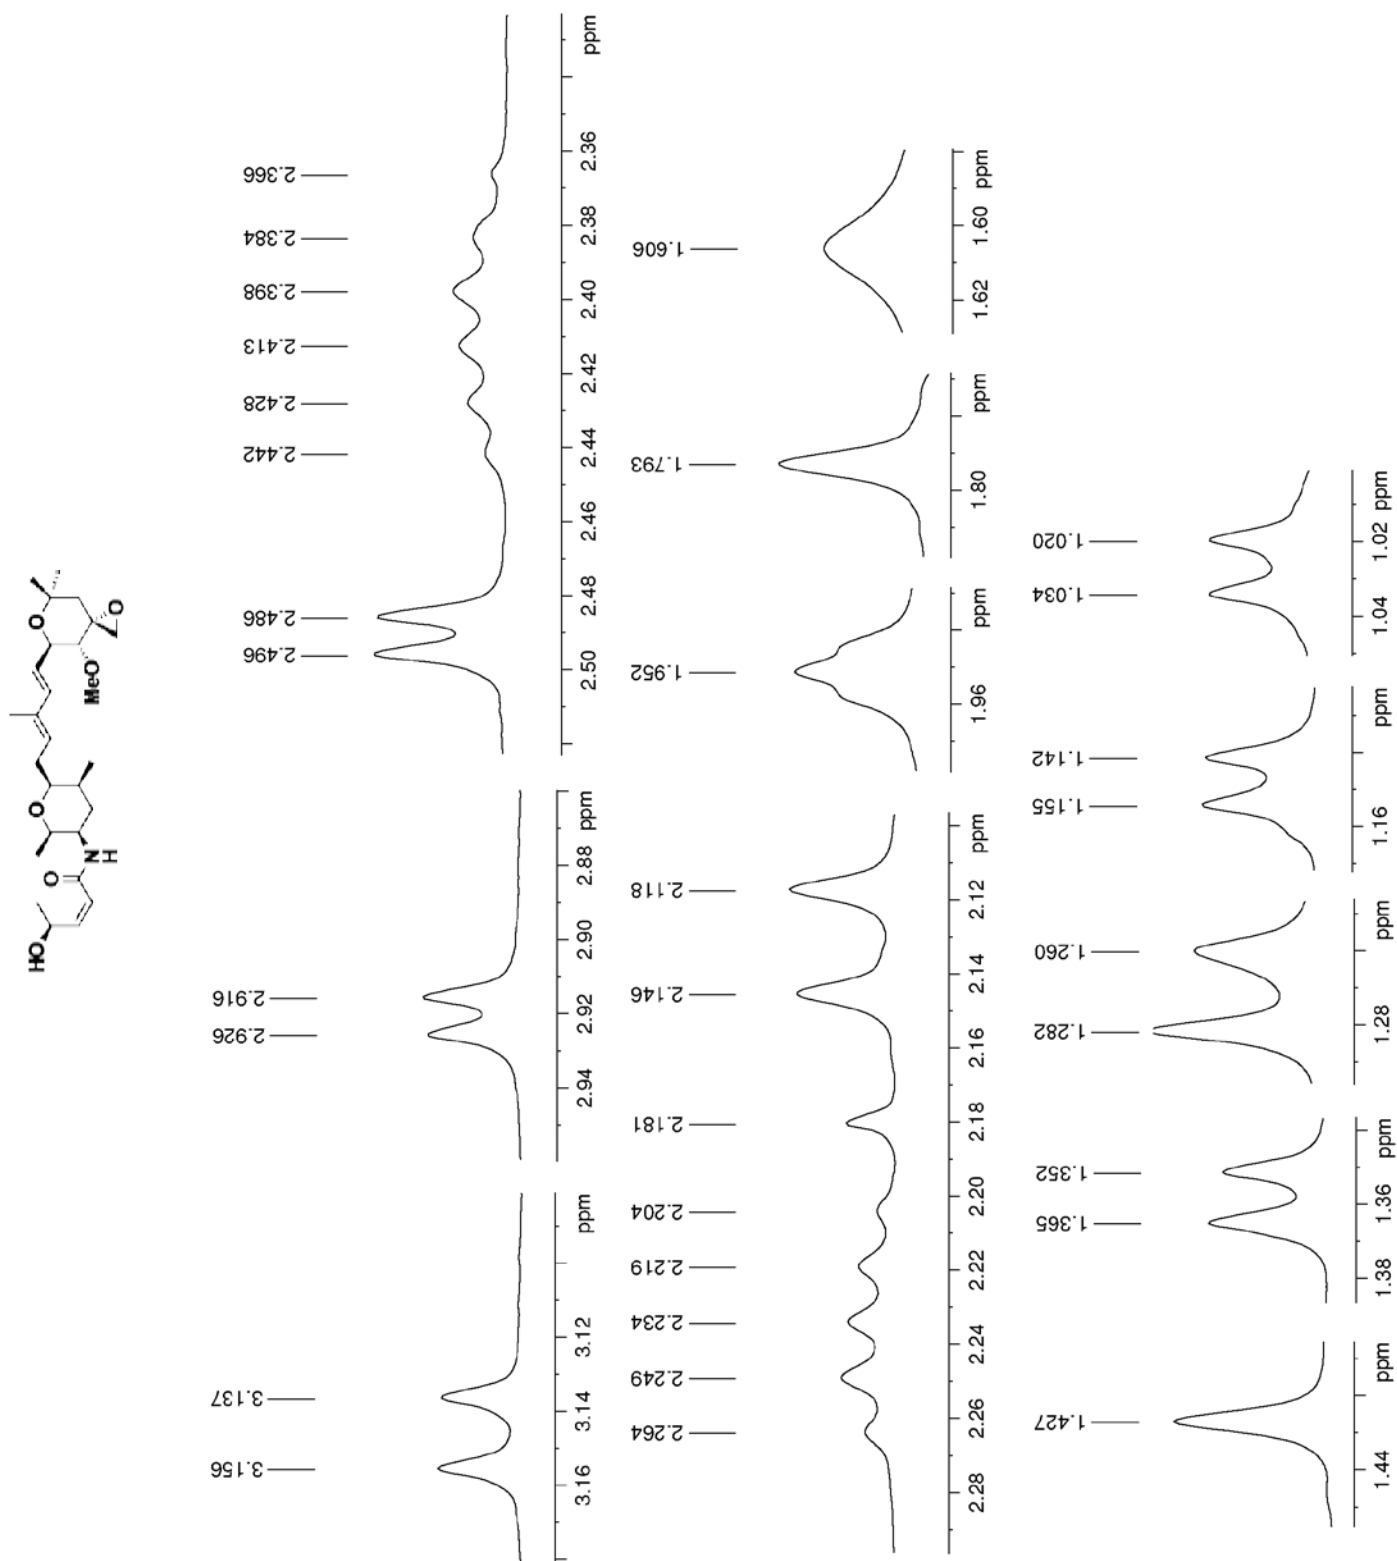 HO O O
O
N MeO
H O
3.156 3.137 2.926 2.916 2.496 2.486 2.442 2.428 2.413 2.398 2.384 2.366
3.16 3.14 3.12 ppm 2.94 2.92 2.90 2.88 ppm 2.50 2.48 2.46 2.44 2.42 2.40 2.38 2.36 ppm
2.264 2.249 2.234 2.219 2.204 2.181 2.146 2.118 1.952 1.793 1.606
2.28 2.26 2.24 2.22 2.20 2.18 2.16 2.14 2.12 ppm 1.96 ppm 1.80 ppm 1.62 1.60 ppm
1.427 1.365 1.352 1.282 1.260 1.155 1.142 1.034 1.020
1.44 ppm 1.38 1.36 ppm 1.28 ppm 1.16 ppm 1.04 1.02 ppm